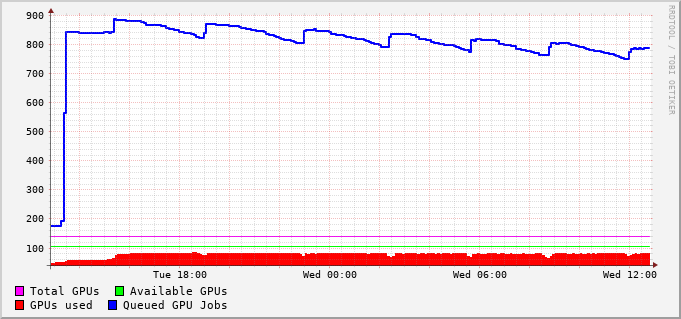 900
800
700
600
500
400
300
200
100
Tue 18:00 Wed 00:00 Wed 06:00 Wed 12:00
Total GPUs Available GPUs
GPUs used Queued GPU Jobs
RRDTOOL / TOBI OETIKER